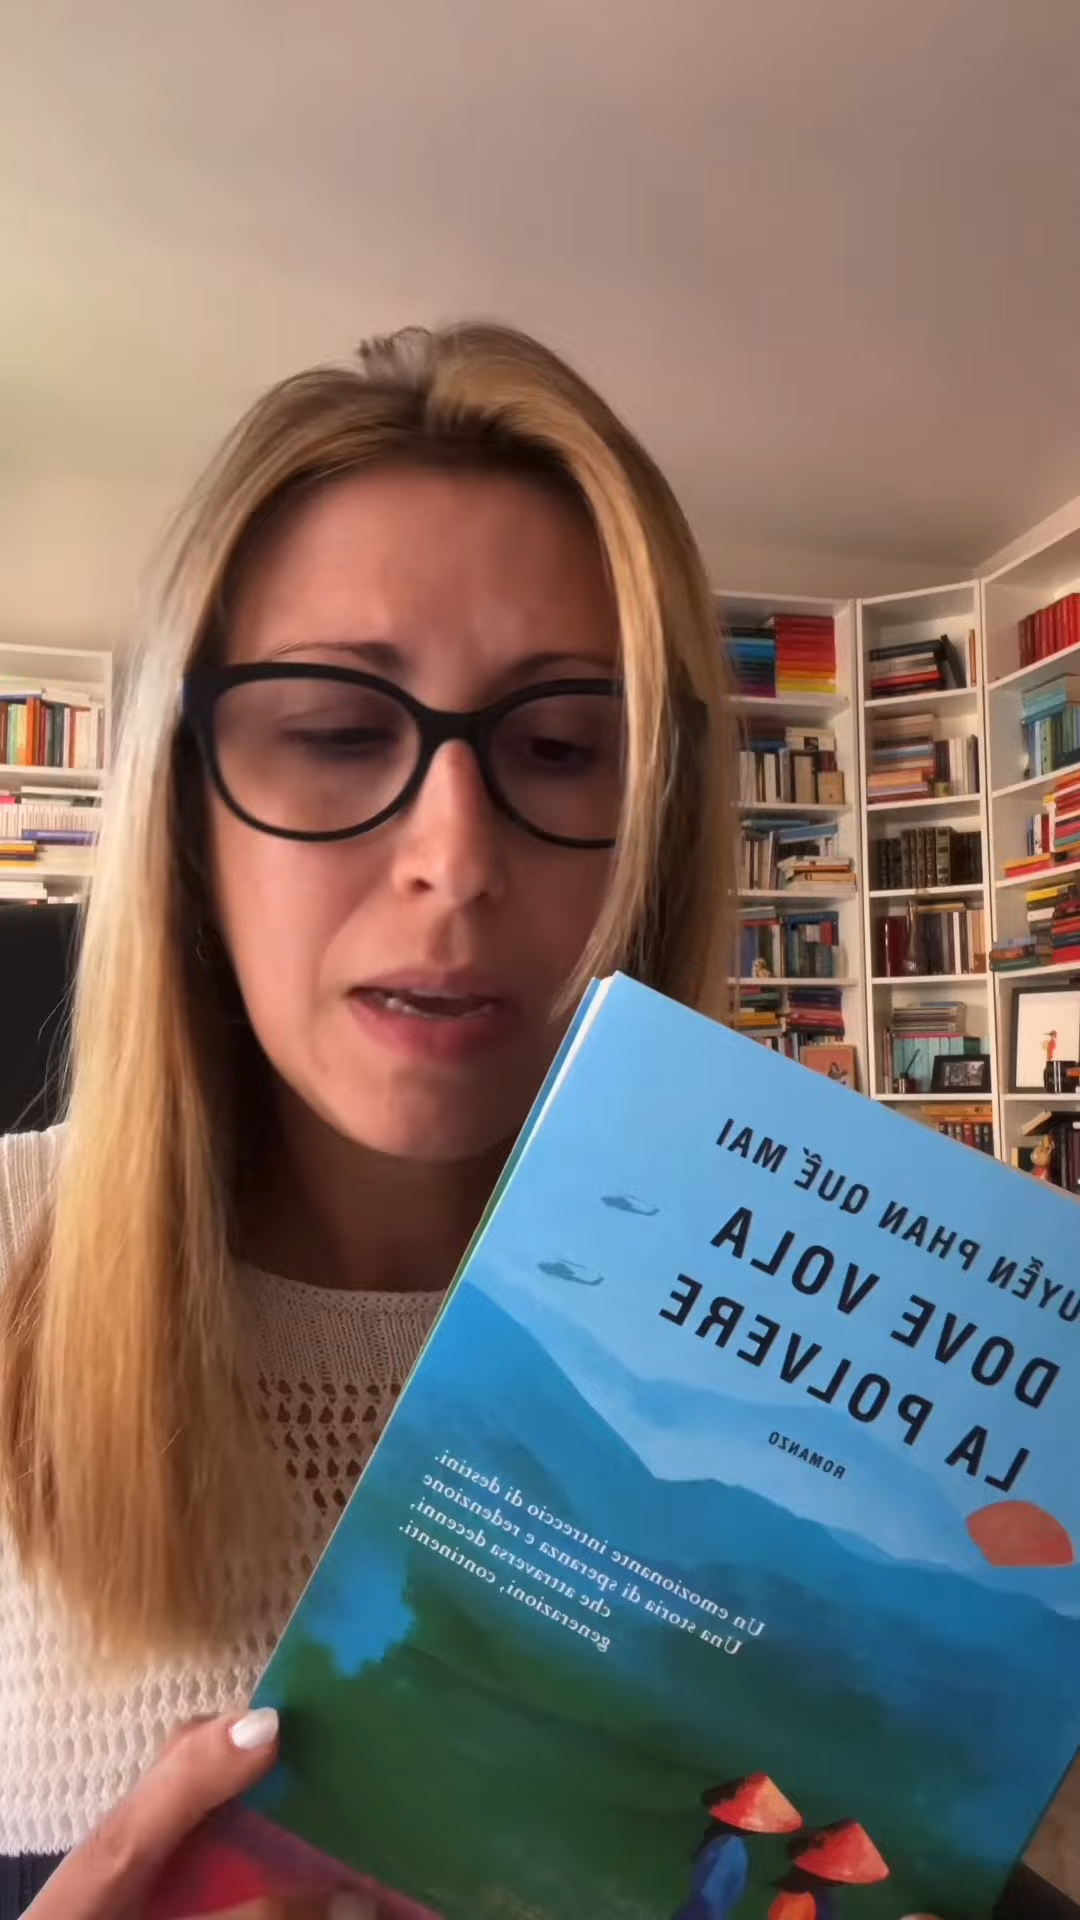 UYỄN PHAN QUẾ MAI
DOVE VOLA
LA POLVERE
ROMANZO
Un emozionante intreccio di destini.
Una storia di speranza e redenzione
che attraversa decenni,
generazioni, continenti.